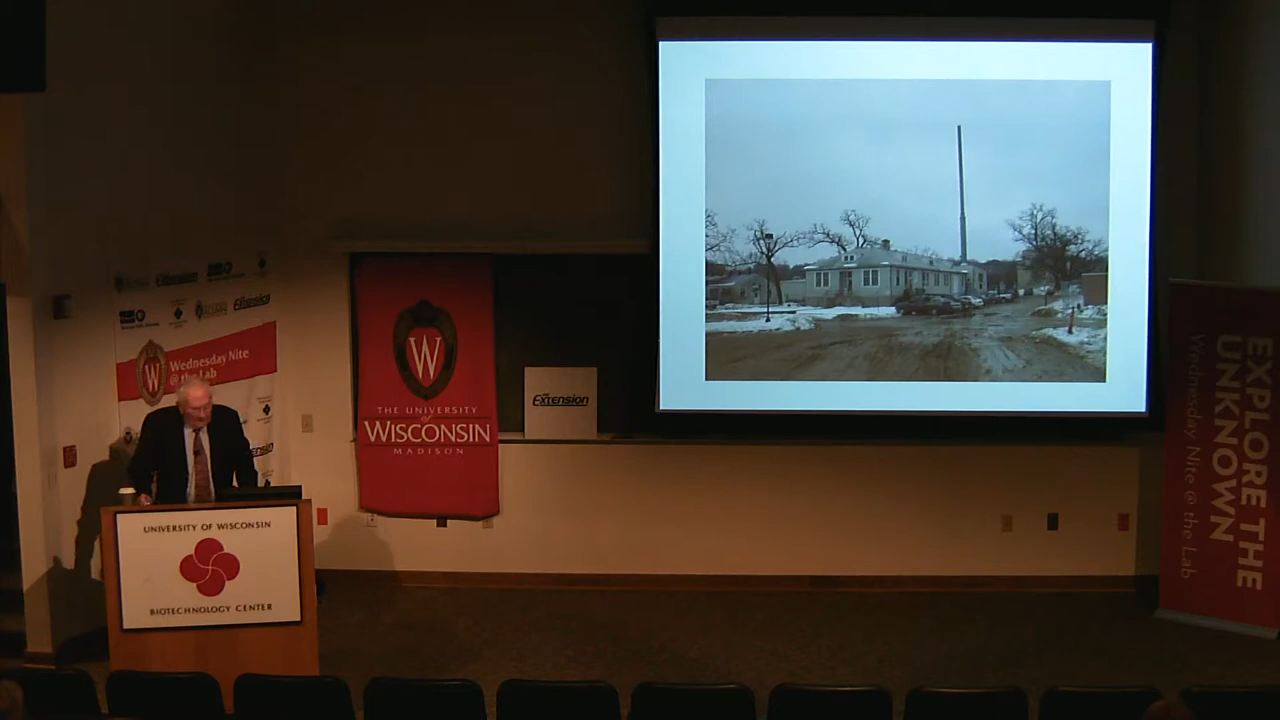 Extension
Wednesday Nite
@ the Lab
W
THE UNIVERSITY
of
WISCONSIN
MADISON
Extension
UNIVERSITY OF WISCONSIN
BIOTECHNOLOGY CENTER
EXPLORE THE
UNKNOWN
Wednesday Nite @ the Lab